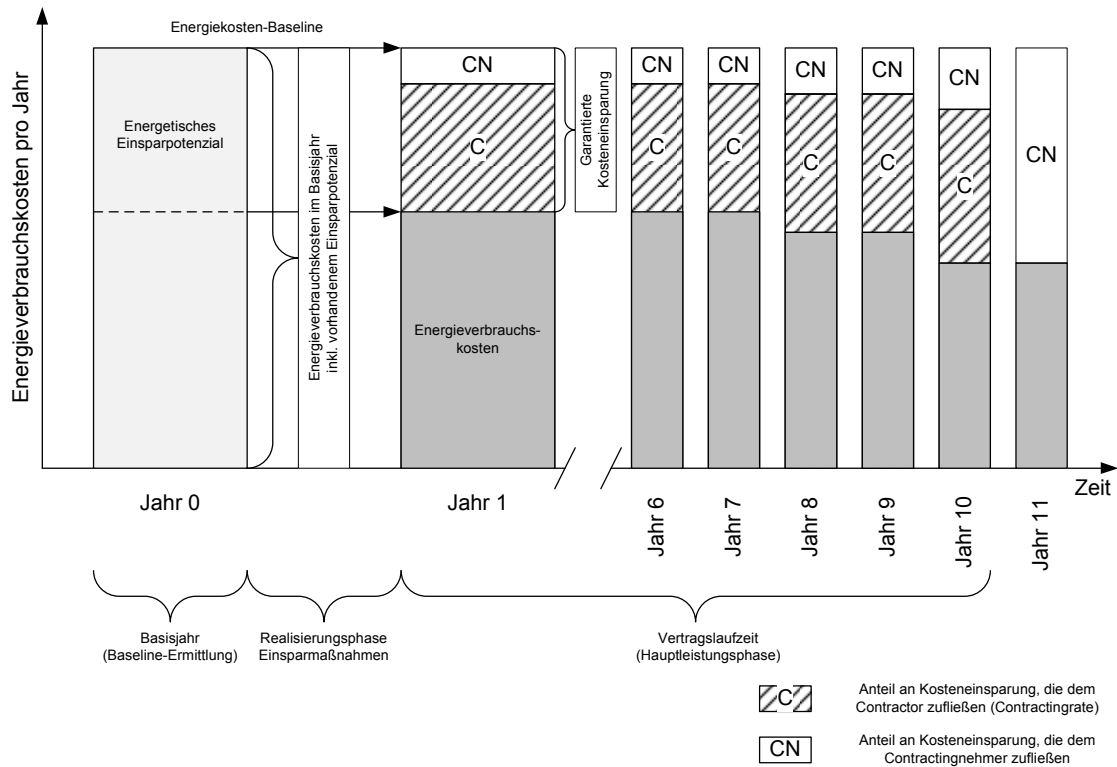 Energieverbrauchskosten pro Jahr
Energiekosten-Baseline
Energetisches
Einsparpotenzial
Energieverbrauchskosten im Basisjahr
inkl. vorhandenem Einsparpotenzial
CN
C
Energieverbrauchs-
kosten
Garantierte
Kosteneinsparung
CN
C
CN
C
CN
C
CN
C
CN
C
CN
Zeit
Jahr 0
Jahr 1
Jahr 6
Jahr 7
Jahr 8
Jahr 9
Jahr 10
Jahr 11
Basisjahr
(Baseline-Ermittlung)
Realisierungsphase
Einsparmaßnahmen
Vertragslaufzeit
(Hauptleistungsphase)
C
Anteil an Kosteneinsparung, die dem
Contractor zufließen (Contractingrate)
CN
Anteil an Kosteneinsparung, die dem
Contractingnehmer zufließen